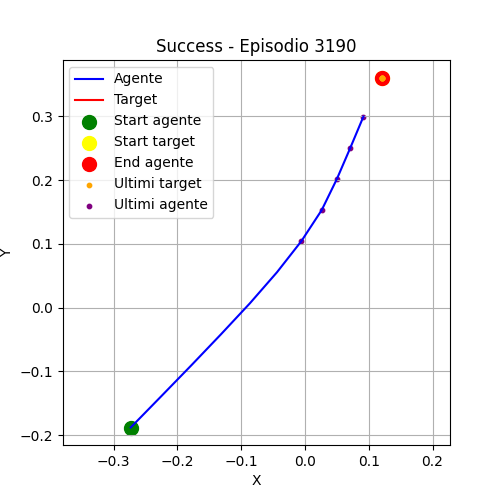 Success - Episodio 3190
Agente
Target
Start agente
Start target
End agente
Ultimi target
Ultimi agente
0.3
0.2
0.1
0.0
−0.1
−0.2
Y
−0.3
−0.2
−0.1
0.0
0.1
0.2
X